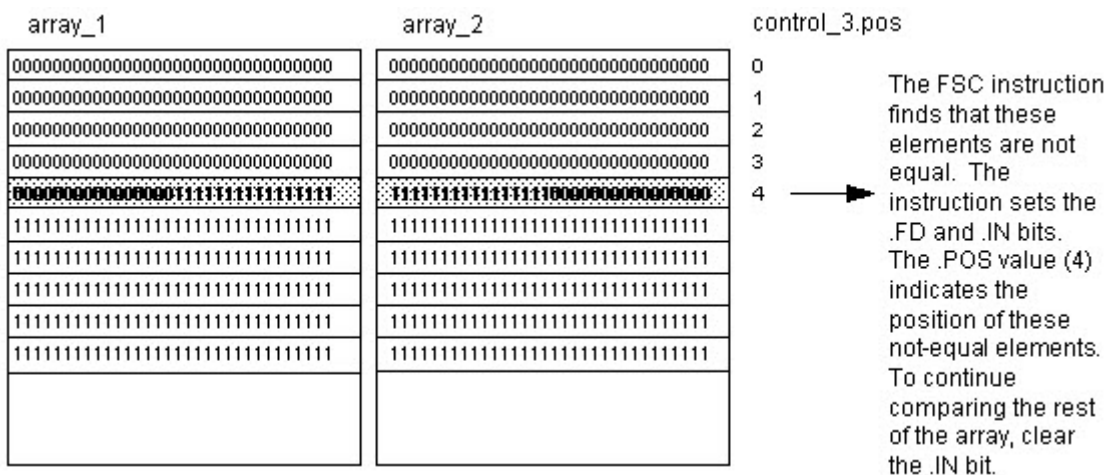 array_1 array_2 control_3.pos
00000000000000000000000000000000 00000000000000000000000000000000 0
00000000000000000000000000000000 00000000000000000000000000000000 1
00000000000000000000000000000000 00000000000000000000000000000000 2
00000000000000000000000000000000 00000000000000000000000000000000 3
00000000000000001111111111111111 11111111111111110000000000000000 4
11111111111111111111111111111111 11111111111111111111111111111111
11111111111111111111111111111111 11111111111111111111111111111111
11111111111111111111111111111111 11111111111111111111111111111111
11111111111111111111111111111111 11111111111111111111111111111111
11111111111111111111111111111111 11111111111111111111111111111111
The FSC instruction
finds that these
elements are not
equal. The
instruction sets the
.FD and .IN bits.
The .POS value (4)
indicates the
position of these
not-equal elements.
To continue
comparing the rest
of the array, clear
the .IN bit.